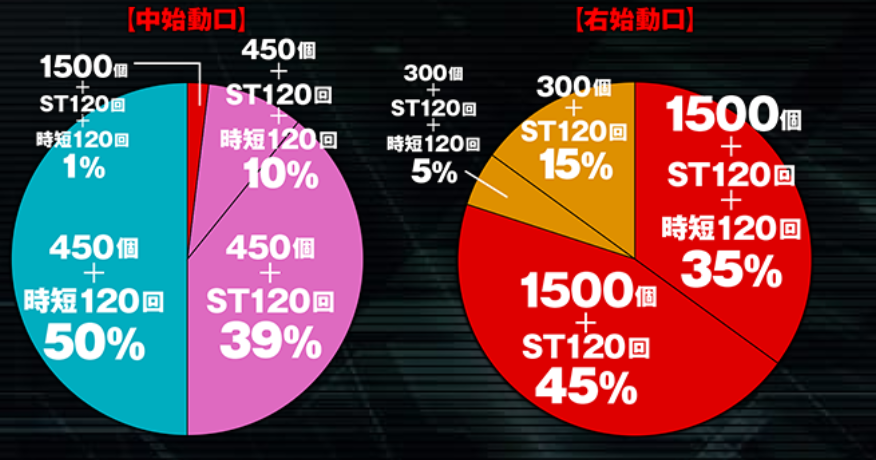 【中始動口】
1500個
+
ST120回
+
時短120回
1%
450個
+
ST120回
+
時短120回
10%
450個
+
時短120回
50%
450個
+
ST120回
39%
【右始動口】
300個
+
ST120回
+
時短120回
5%
300個
+
ST120回
15%
1500個
+
ST120回
+
時短120回
35%
1500個
+
ST120回
45%